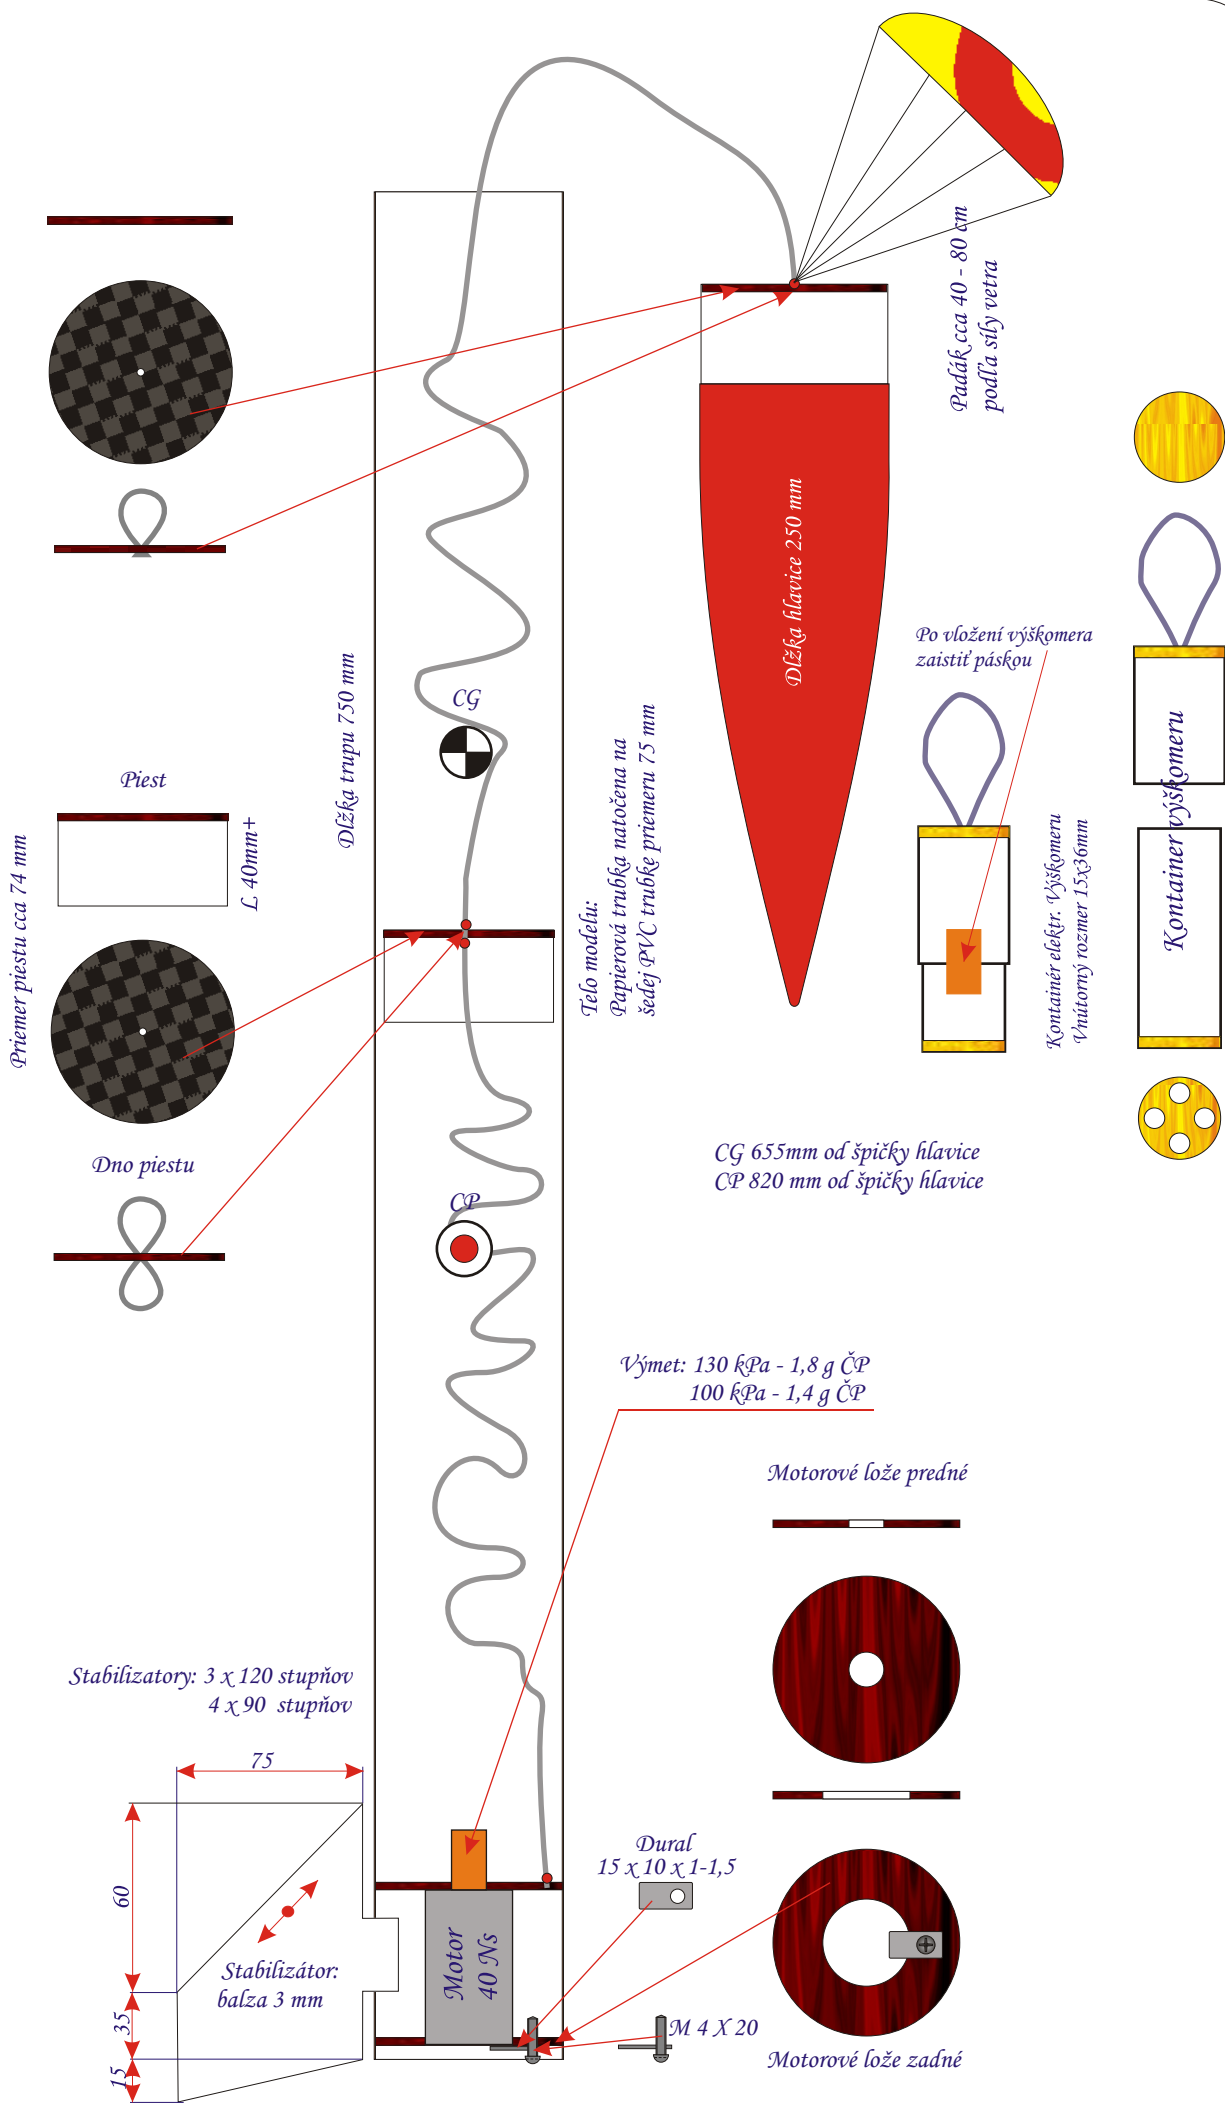 Padák cca 40 - 80 cm
podľa sily vetra
Dĺžka hlavice 250 mm
Po vložení výškomera
zaistiť páskou
CG
Dĺžka trupu 750 mm
Piest
L 40mm+
Priemer piestu cca 74 mm
Telo modelu:
Papierová trubka natočena na
šedej PVC trubke priemeru 75 mm
Kontainér elektr. Výškomeru
Vnútorný rozmer 15x36mm
Kontainer výškomeru
Dno piestu
CG 655mm od špičky hlavice
CP 820 mm od špičky hlavice
CP
Výmet: 130 kPa - 1,8 g ČP
100 kPa - 1,4 g ČP
Motorové lože predné
Stabilizatory: 3 x 120 stupňov
4 x 90 stupňov
75
60
35
15
Stabilizátor:
balza 3 mm
Motor
40 Ns
Dural
15 x 10 x 1-1,5
M 4 X 20
Motorové lože zadné